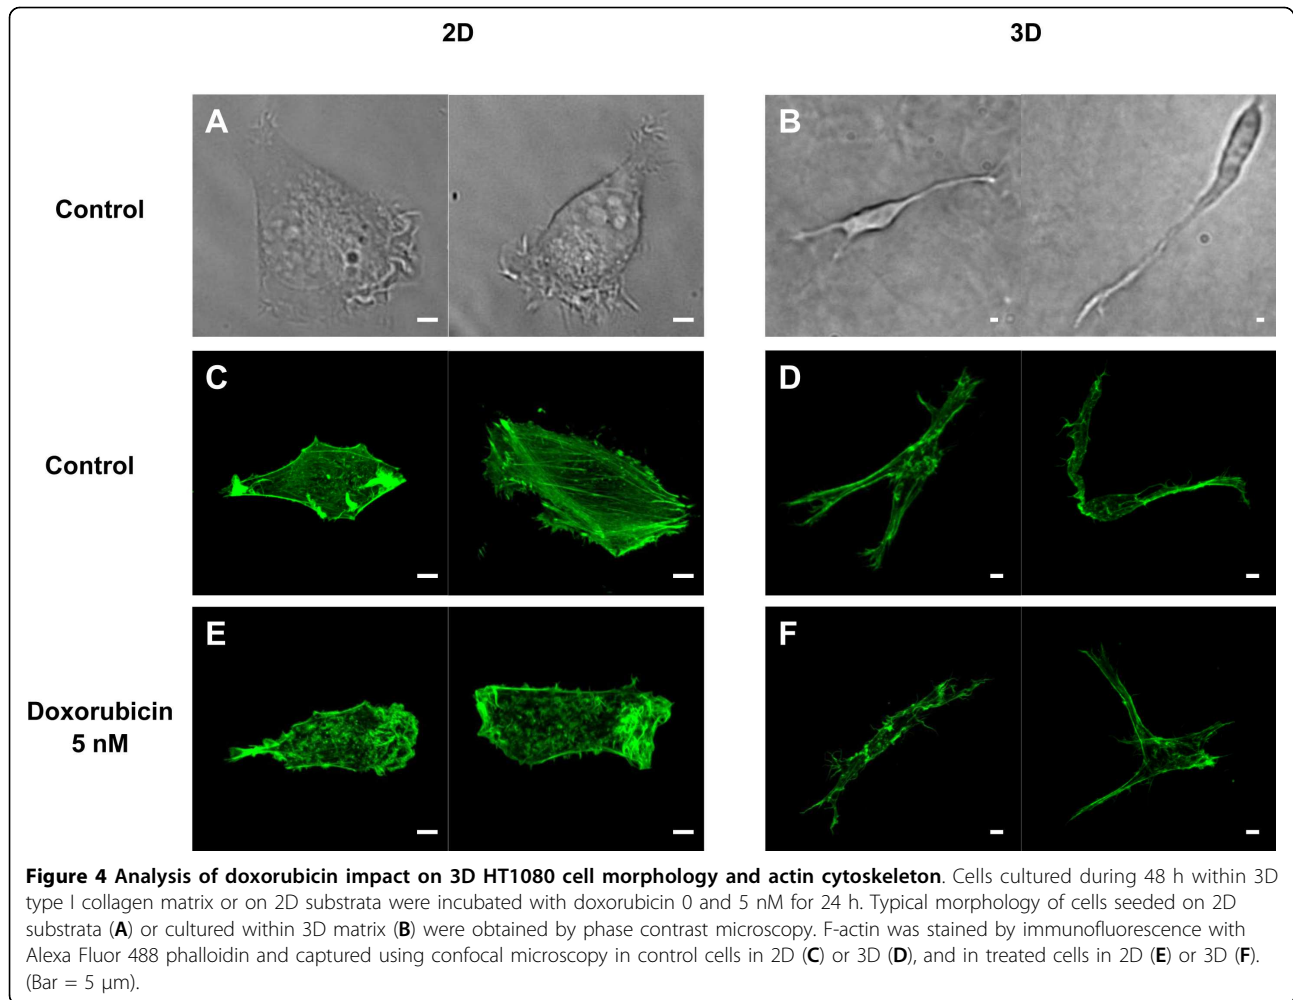 2D
3D
A
B
Control
C
D
Control
E
F
Doxorubicin
5 nM
Figure 4 Analysis of doxorubicin impact on 3D HT1080 cell morphology and actin cytoskeleton. Cells cultured during 48 h within 3D
type I collagen matrix or on 2D substrata were incubated with doxorubicin 0 and 5 nM for 24 h. Typical morphology of cells seeded on 2D
substrata (A) or cultured within 3D matrix (B) were obtained by phase contrast microscopy. F-actin was stained by immunofluorescence with
Alexa Fluor 488 phalloidin and captured using confocal microscopy in control cells in 2D (C) or 3D (D), and in treated cells in 2D (E) or 3D (F).
(Bar = 5 μm).